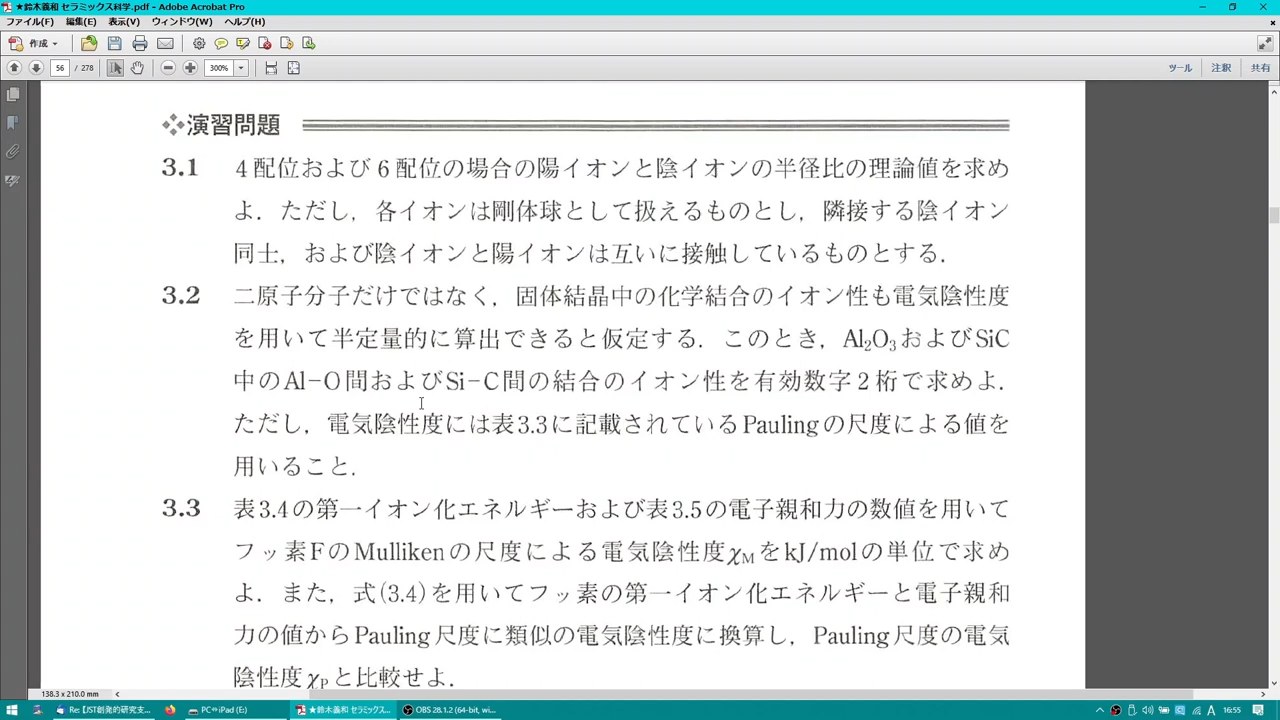 ★鈴木義和 セラミックス科学.pdf - Adobe Acrobat Pro
ファイル(F) 編集(E) 表示(V) ウィンドウ(W) ヘルプ(H)
作成
56 / 278 300% ツール 注釈 共有
演習問題
3.1 4配位および6配位の場合の陽イオンと陰イオンの半径比の理論値を求め
よ．ただし，各イオンは剛体球として扱えるものとし，隣接する陰イオン
同士，および陰イオンと陽イオンは互いに接触しているものとする．
3.2 二原子分子だけではなく，固体結晶中の化学結合のイオン性も電気陰性度
を用いて半定量的に算出できると仮定する．このとき，Al₂O₃およびSiC
中のAl−O間およびSi−C間の結合のイオン性を有効数字2桁で求めよ．
ただし，電気陰性度には表3.3に記載されているPaulingの尺度による値を
用いること．
3.3 表3.4の第一イオン化エネルギーおよび表3.5の電子親和力の数値を用いて
フッ素FのMullikenの尺度による電気陰性度χMをkJ/molの単位で求め
よ．また，式(3.4)を用いてフッ素の第一イオン化エネルギーと電子親和
力の値からPauling尺度に類似の電気陰性度に換算し，Pauling尺度の電気
陰性度χPと比較せよ．
138.3 x 210.0 mm
Re: 【JST創発的研究支... PC⇔iPad (E:) ★鈴木義和 セラミックス... OBS 28.1.2 (64-bit, wi... A 16:55